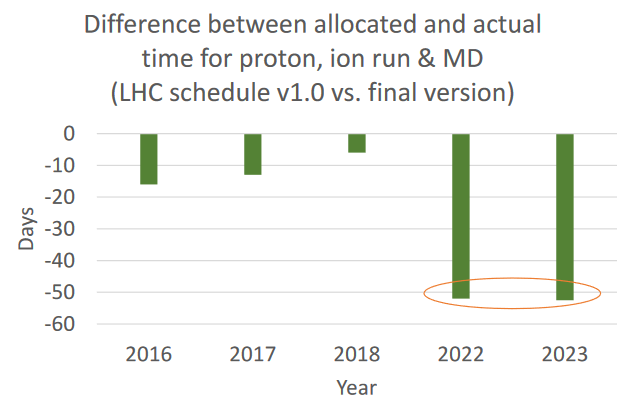 Difference between allocated and actual
time for proton, ion run & MD
(LHC schedule v1.0 vs. final version)
0
-10
-20
-30
-40
-50
-60
Days
2016 2017 2018 2022 2023
Year